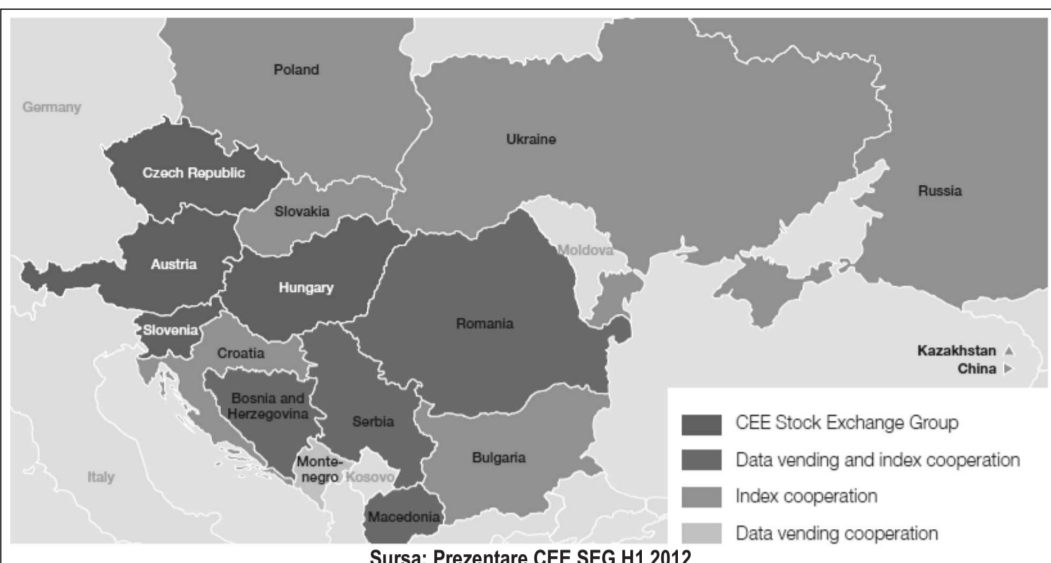 Poland
Germany
Ukraine
Czech Republic
Russia
Slovakia
Moldova
Austria
Hungary
Romania
Slovenia
Kazakhstan
China
Croatia
Bosnia and
Herzegovina
Serbia
CEE Stock Exchange Group
Data vending and index cooperation
Bulgaria
Italy
Monte-
negro
Kosovo
Index cooperation
Macedonia
Data vending cooperation
Sursa: Prezentare CEE SEG H1 2012